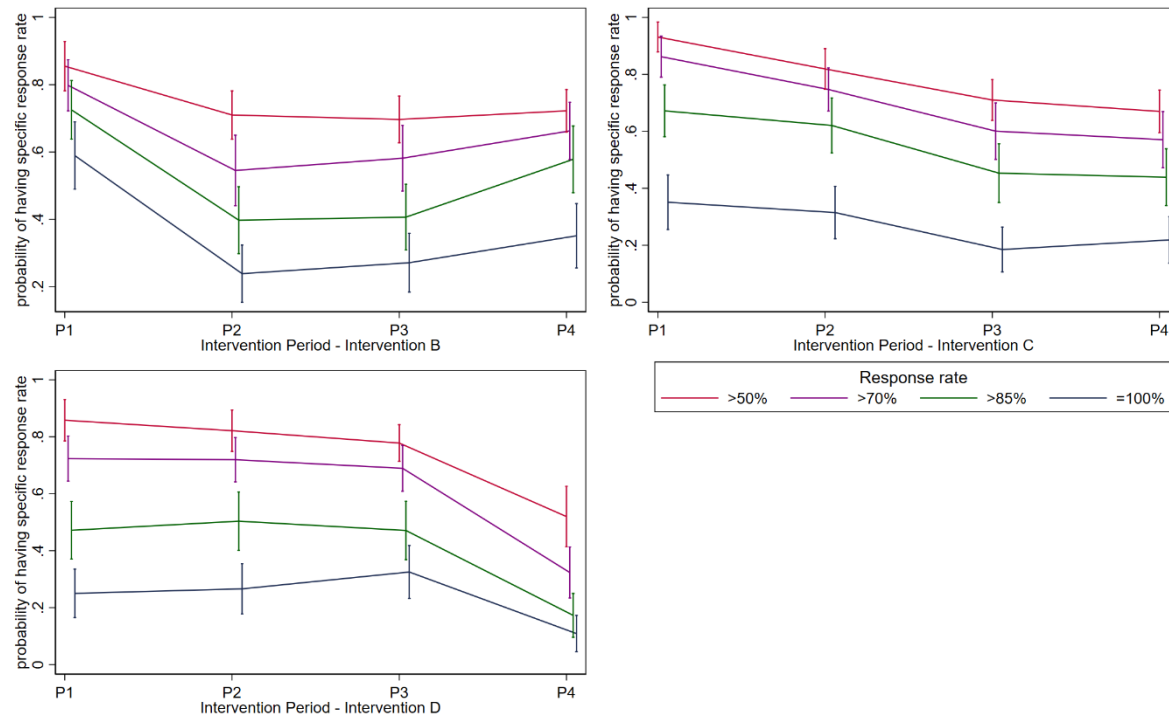 probability of having specific response rate
1
.8
.6
.4
.2
P1 P2 P3 P4
Intervention Period - Intervention B
probability of having specific response rate
1
.8
.6
.4
.2
0
P1 P2 P3 P4
Intervention Period - Intervention C
probability of having specific response rate
1
.8
.6
.4
.2
0
P1 P2 P3 P4
Intervention Period - Intervention D
Response rate
>50% >70% >85% =100%